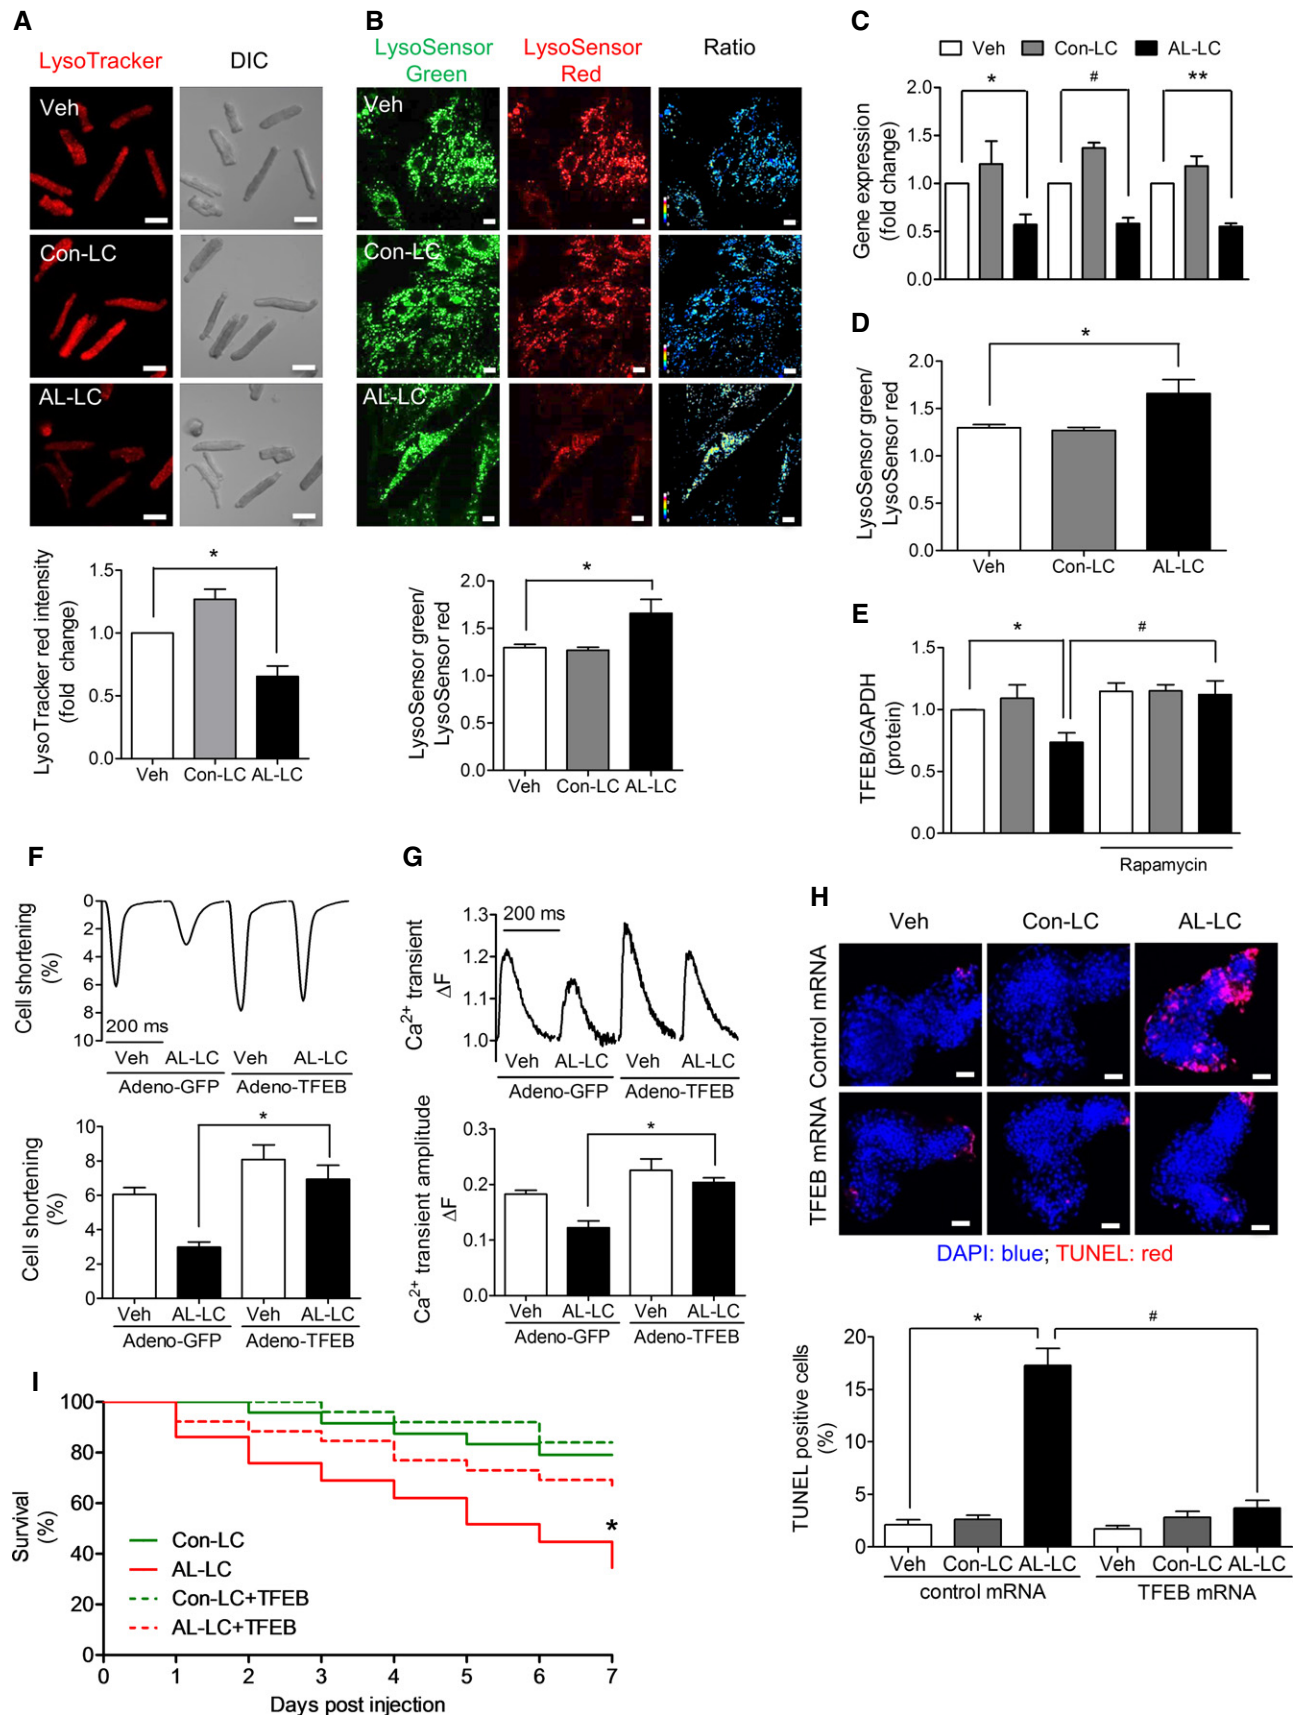 A
LysoTracker
DIC
Veh
Con-LC
AL-LC
LysoTracker red intensity
(fold change)
1.5
1.0
0.5
0.0
*
Veh Con-LC AL-LC
B
LysoSensor
Green
LysoSensor
Red
Ratio
Veh
Con-LC
AL-LC
LysoSensor green/
LysoSensor red
2.0
1.5
1.0
0.5
0.0
*
Veh Con-LC AL-LC
C
Veh Con-LC AL-LC
Gene expression
(fold change)
2.0
1.5
1.0
0.5
0.0
* # **
D
LysoSensor green/
LysoSensor red
2.0
1.5
1.0
0.5
0.0
*
Veh Con-LC AL-LC
E
TFEB/GAPDH
(protein)
1.5
1.0
0.5
0.0
* #
Rapamycin
F
Cell shortening
(%)
0
2
4
6
8
10
200 ms
Veh AL-LC Veh AL-LC
Adeno-GFP Adeno-TFEB
Cell shortening
(%)
10
8
6
4
2
0
*
Veh AL-LC Veh AL-LC
Adeno-GFP Adeno-TFEB
G
Ca2+ transient
ΔF
1.3
1.2
1.1
1.0
200 ms
Veh AL-LC Veh AL-LC
Adeno-GFP Adeno-TFEB
Ca2+ transient amplitude
ΔF
0.3
0.2
0.1
0.0
*
Veh AL-LC Veh AL-LC
Adeno-GFP Adeno-TFEB
H
Veh Con-LC AL-LC
Control mRNA
TFEB mRNA
DAPI: blue; TUNEL: red
TUNEL positive cells
(%)
20
15
10
5
0
* #
Veh Con-LC AL-LC Veh Con-LC AL-LC
control mRNA TFEB mRNA
I
Survival
(%)
100
80
60
40
20
0
*
Con-LC
AL-LC
Con-LC+TFEB
AL-LC+TFEB
0 1 2 3 4 5 6 7
Days post injection